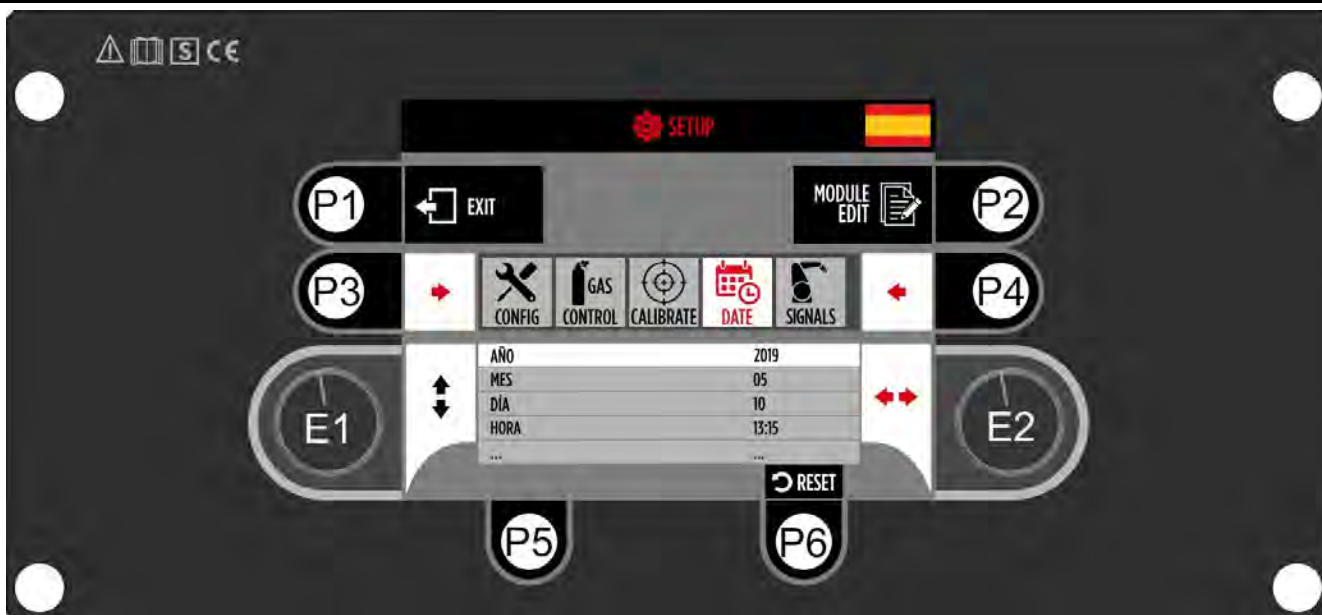 S CE
SETUP
P1
EXIT
MODULE
EDIT
P2
P3
CONFIG
GAS
CONTROL
CALIBRATE
DATE
SIGNALS
P4
E1
AÑO 2019
MES 05
DÍA 10
HORA 13:15
... ...
E2
RESET
P5
P6